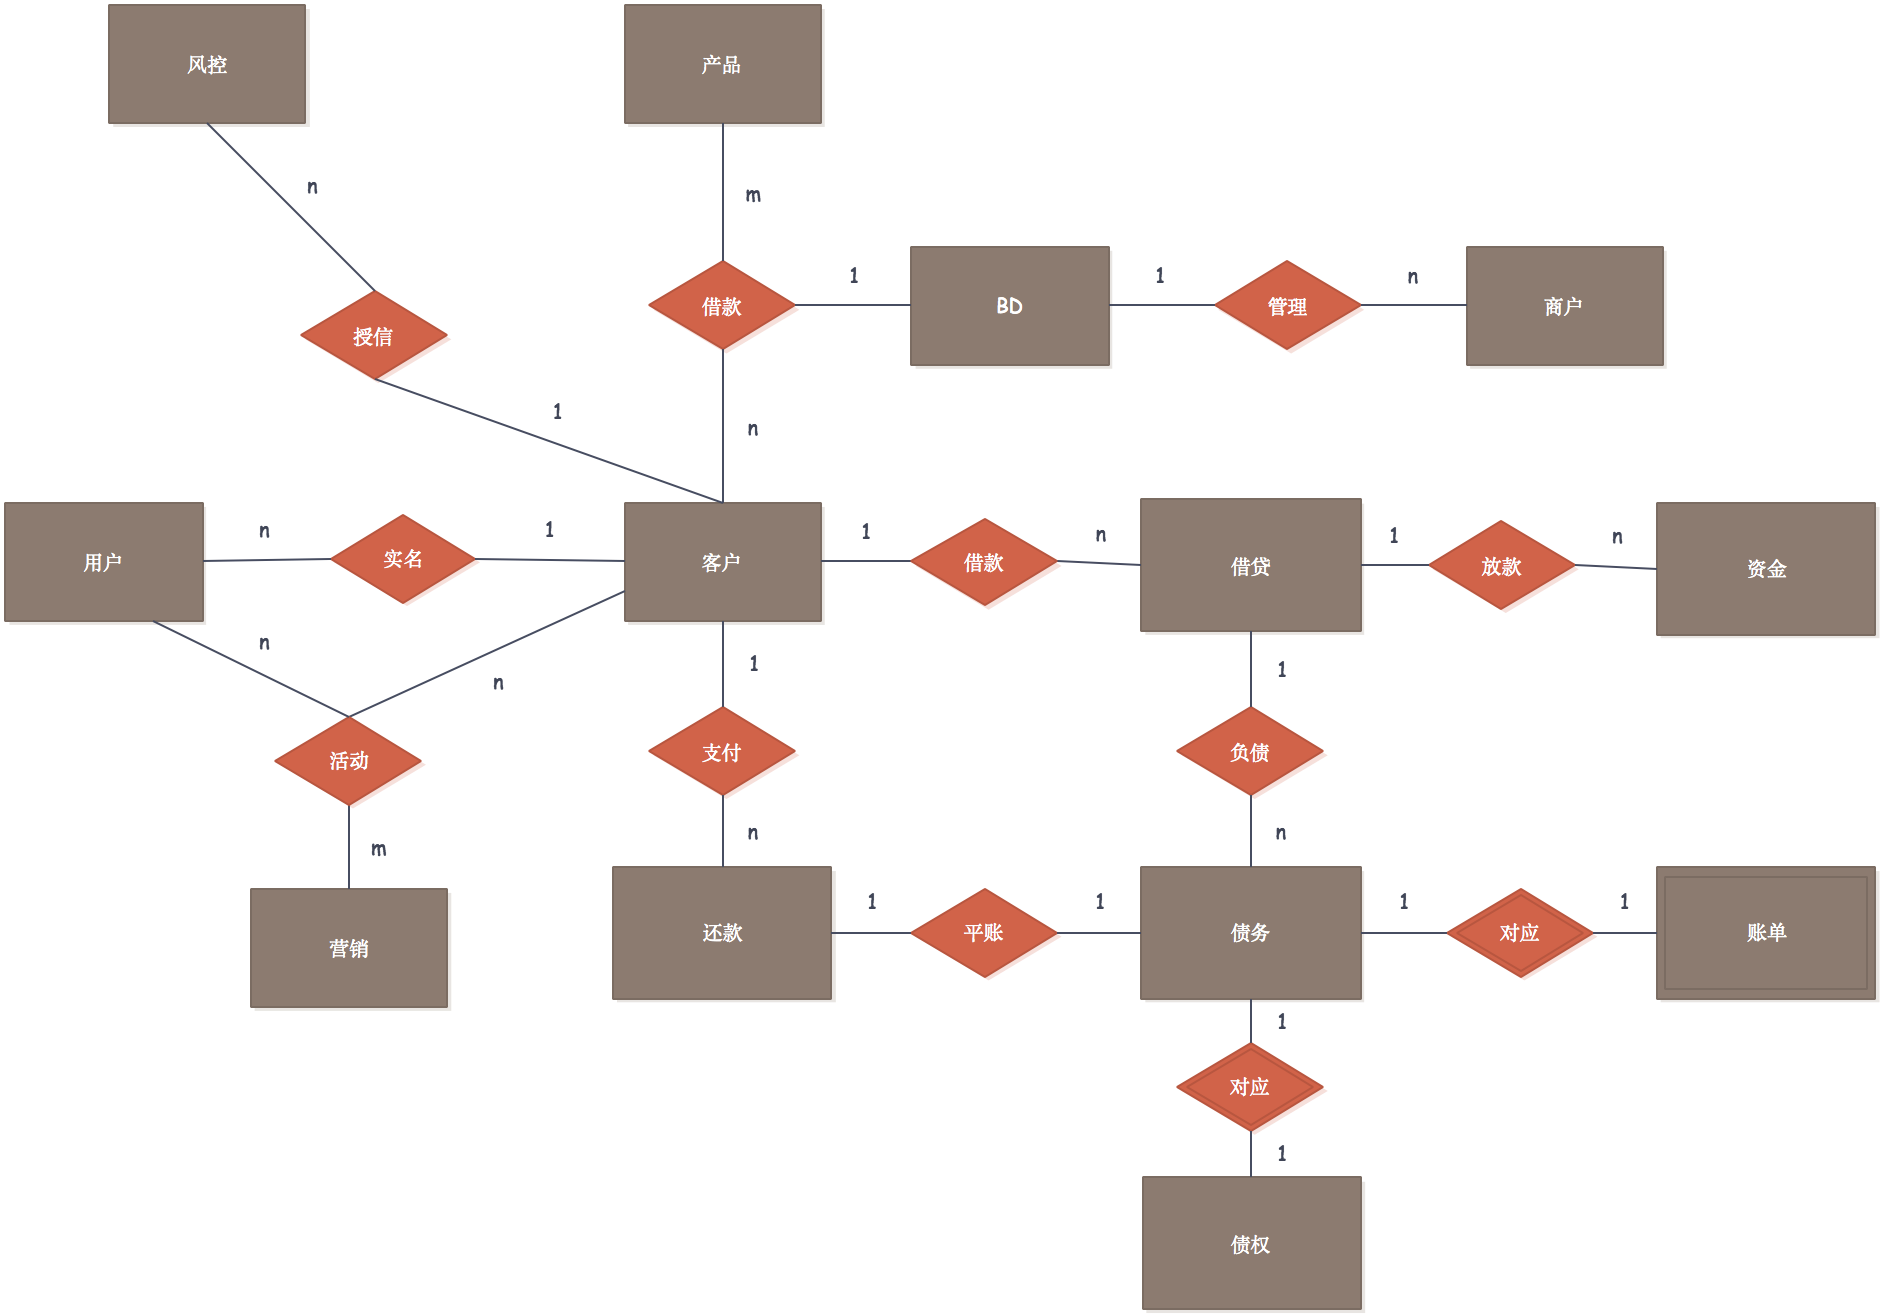 风控
产品
n
m
借款
1
BD
1
管理
n
商户
授信
1
n
用户
n
实名
1
客户
1
借款
n
借贷
1
放款
n
资金
n
n
1
1
活动
支付
负债
m
n
n
营销
还款
1
平账
1
债务
1
对应
1
账单
1
对应
1
债权